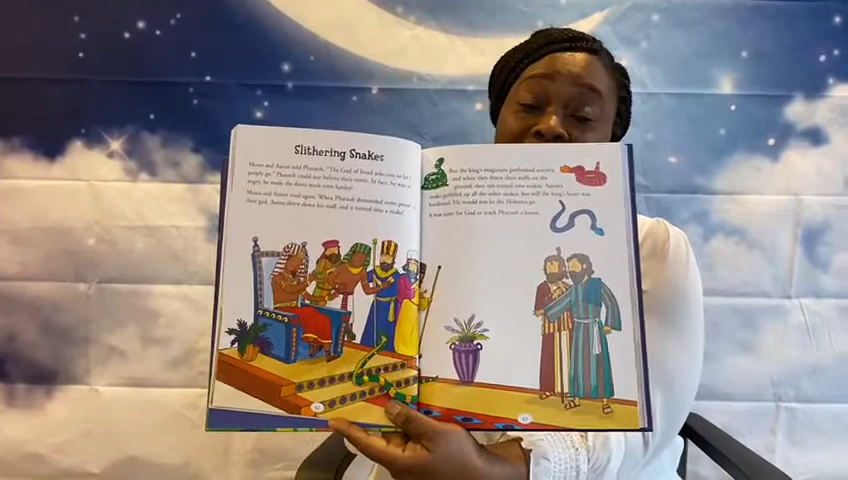 Slithering Snakes
Moses and Aaron told Pharaoh, "The God of Israel asks you to let his
people go." Pharaoh could not believe their nerve. In fact, he was so
angry, he made the slaves work even harder!
Moses and Aaron tried again. When Pharaoh demanded some proof of
their god, Aaron threw down his staff, and it turned into a snake!
But the king's magicians performed sorcery,
and when they threw their staffs on the
ground, they too turned into snakes. Aaron's
snake gobbled up all the other snakes, but still the king's heart was
hardened. He would not let the Hebrews go.
It was time for God to teach Pharaoh a lesson.